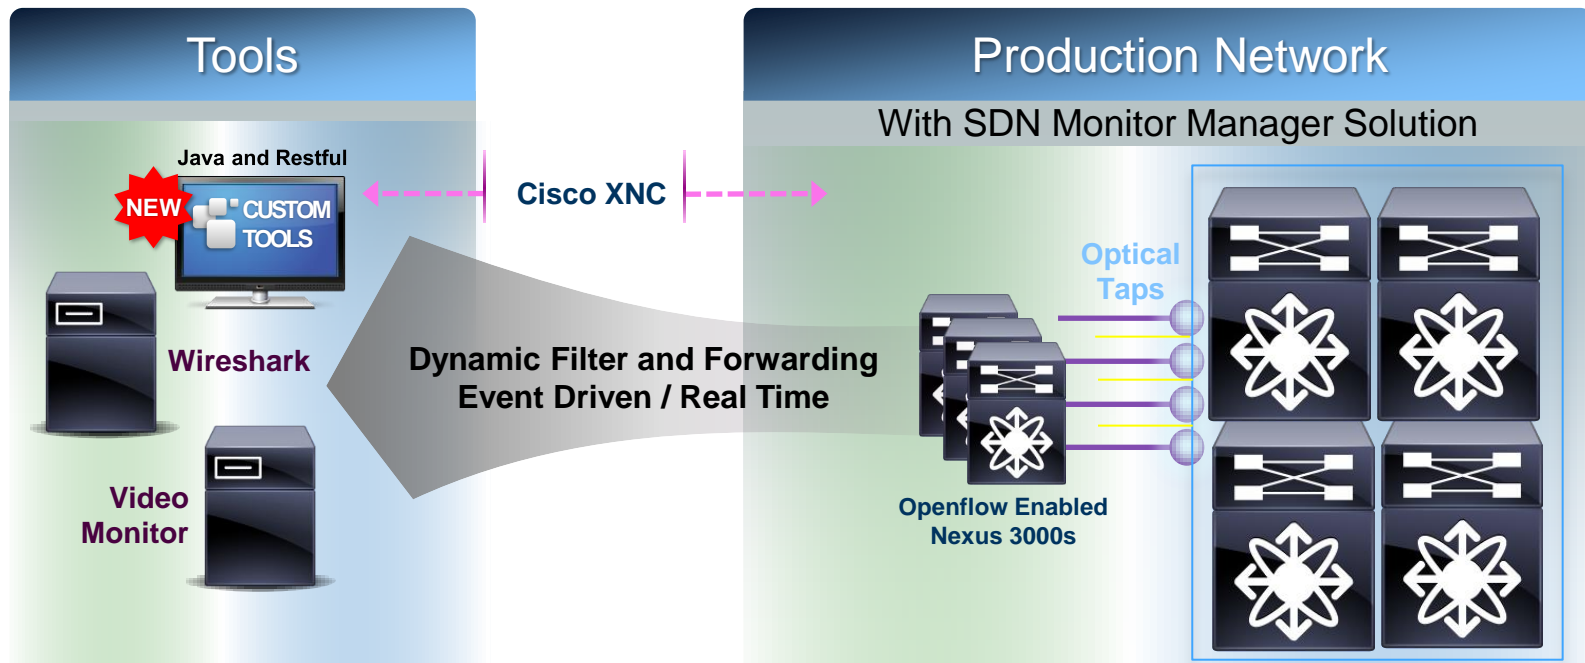 Tools
Production Network
With SDN Monitor Manager Solution
Java and Restful
NEW
CUSTOM
TOOLS
Cisco XNC
Optical
Taps
Wireshark
Dynamic Filter and Forwarding
Event Driven / Real Time
Video
Monitor
Openflow Enabled
Nexus 3000s